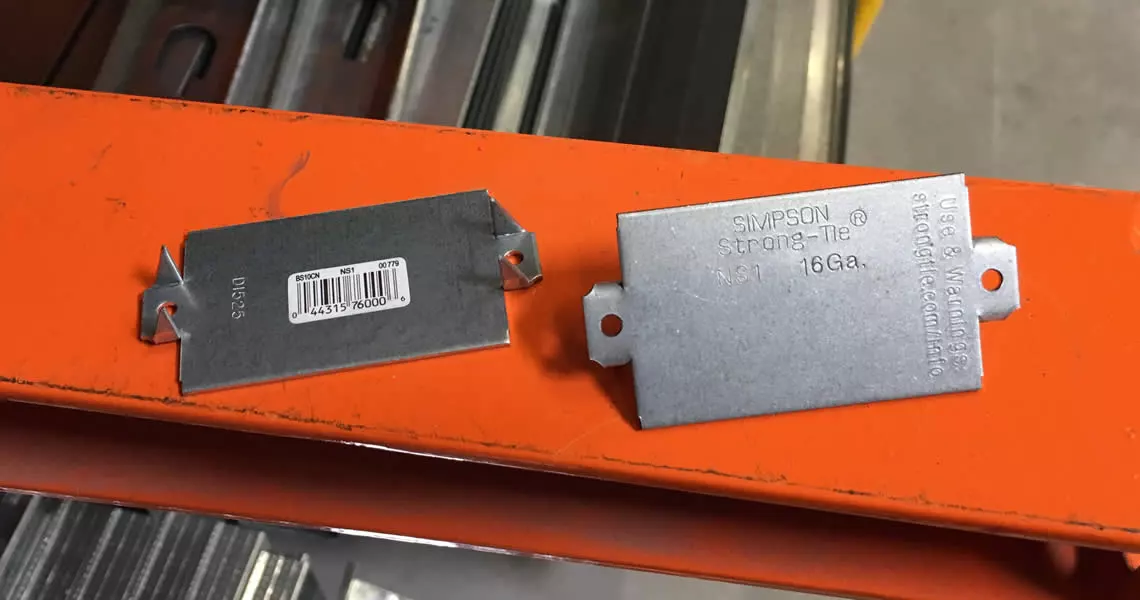 BS10CN NS1 00779
0 44315 76000 6
DI525
SIMPSON
Strong-Tie®
NS1 16Ga.
Use & Warnings:
strongtie.com/info